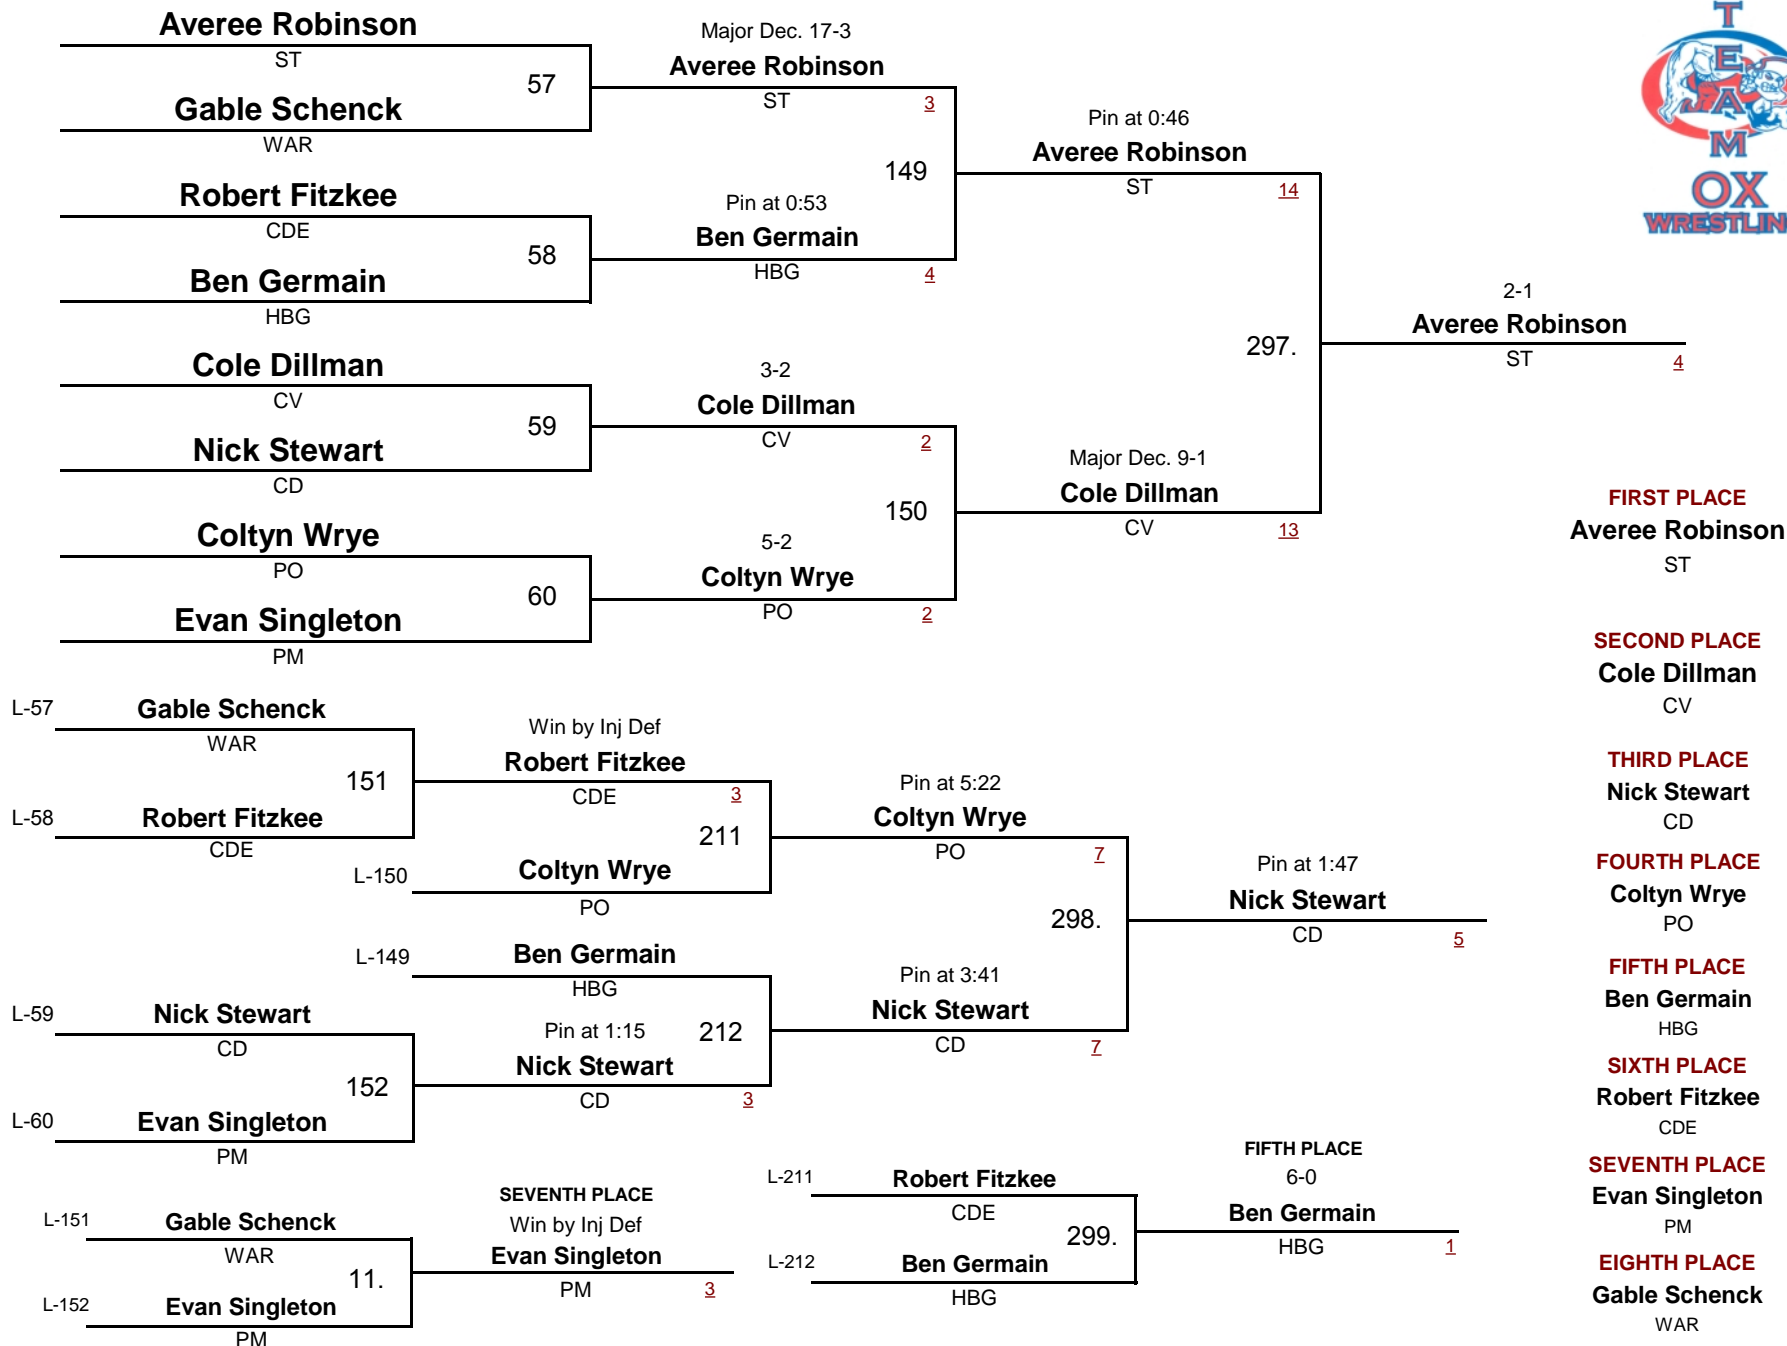 Averee Robinson
ST
57
Gable Schenck
WAR
Robert Fitzkee
CDE
58
Ben Germain
HBG
Cole Dillman
CV
59
Nick Stewart
CD
Coltyn Wrye
PO
60
Evan Singleton
PM
Major Dec. 17-3
Averee Robinson
ST 3
149
Pin at 0:53
Ben Germain
HBG 4
3-2
Cole Dillman
CV 2
150
5-2
Coltyn Wrye
PO 2
Pin at 0:46
Averee Robinson
ST 14
297.
Major Dec. 9-1
Cole Dillman
CV 13
2-1
Averee Robinson
ST 4
TEAM
OX
WRESTLIN
L-57 Gable Schenck
WAR
151
L-58 Robert Fitzkee
CDE
Win by Inj Def
Robert Fitzkee
CDE 3
211
L-150 Coltyn Wrye
PO
L-149 Ben Germain
HBG
212
L-59 Nick Stewart
CD
152
L-60 Evan Singleton
PM
Pin at 1:15
Nick Stewart
CD 3
Pin at 5:22
Coltyn Wrye
PO 7
298.
Pin at 3:41
Nick Stewart
CD 7
Pin at 1:47
Nick Stewart
CD 5
L-151 Gable Schenck
WAR
11.
L-152 Evan Singleton
PM
SEVENTH PLACE
Win by Inj Def
Evan Singleton
PM 3
L-211 Robert Fitzkee
CDE
299.
L-212 Ben Germain
HBG
FIFTH PLACE
6-0
Ben Germain
HBG 1
FIRST PLACE
Averee Robinson
ST
SECOND PLACE
Cole Dillman
CV
THIRD PLACE
Nick Stewart
CD
FOURTH PLACE
Coltyn Wrye
PO
FIFTH PLACE
Ben Germain
HBG
SIXTH PLACE
Robert Fitzkee
CDE
SEVENTH PLACE
Evan Singleton
PM
EIGHTH PLACE
Gable Schenck
WAR